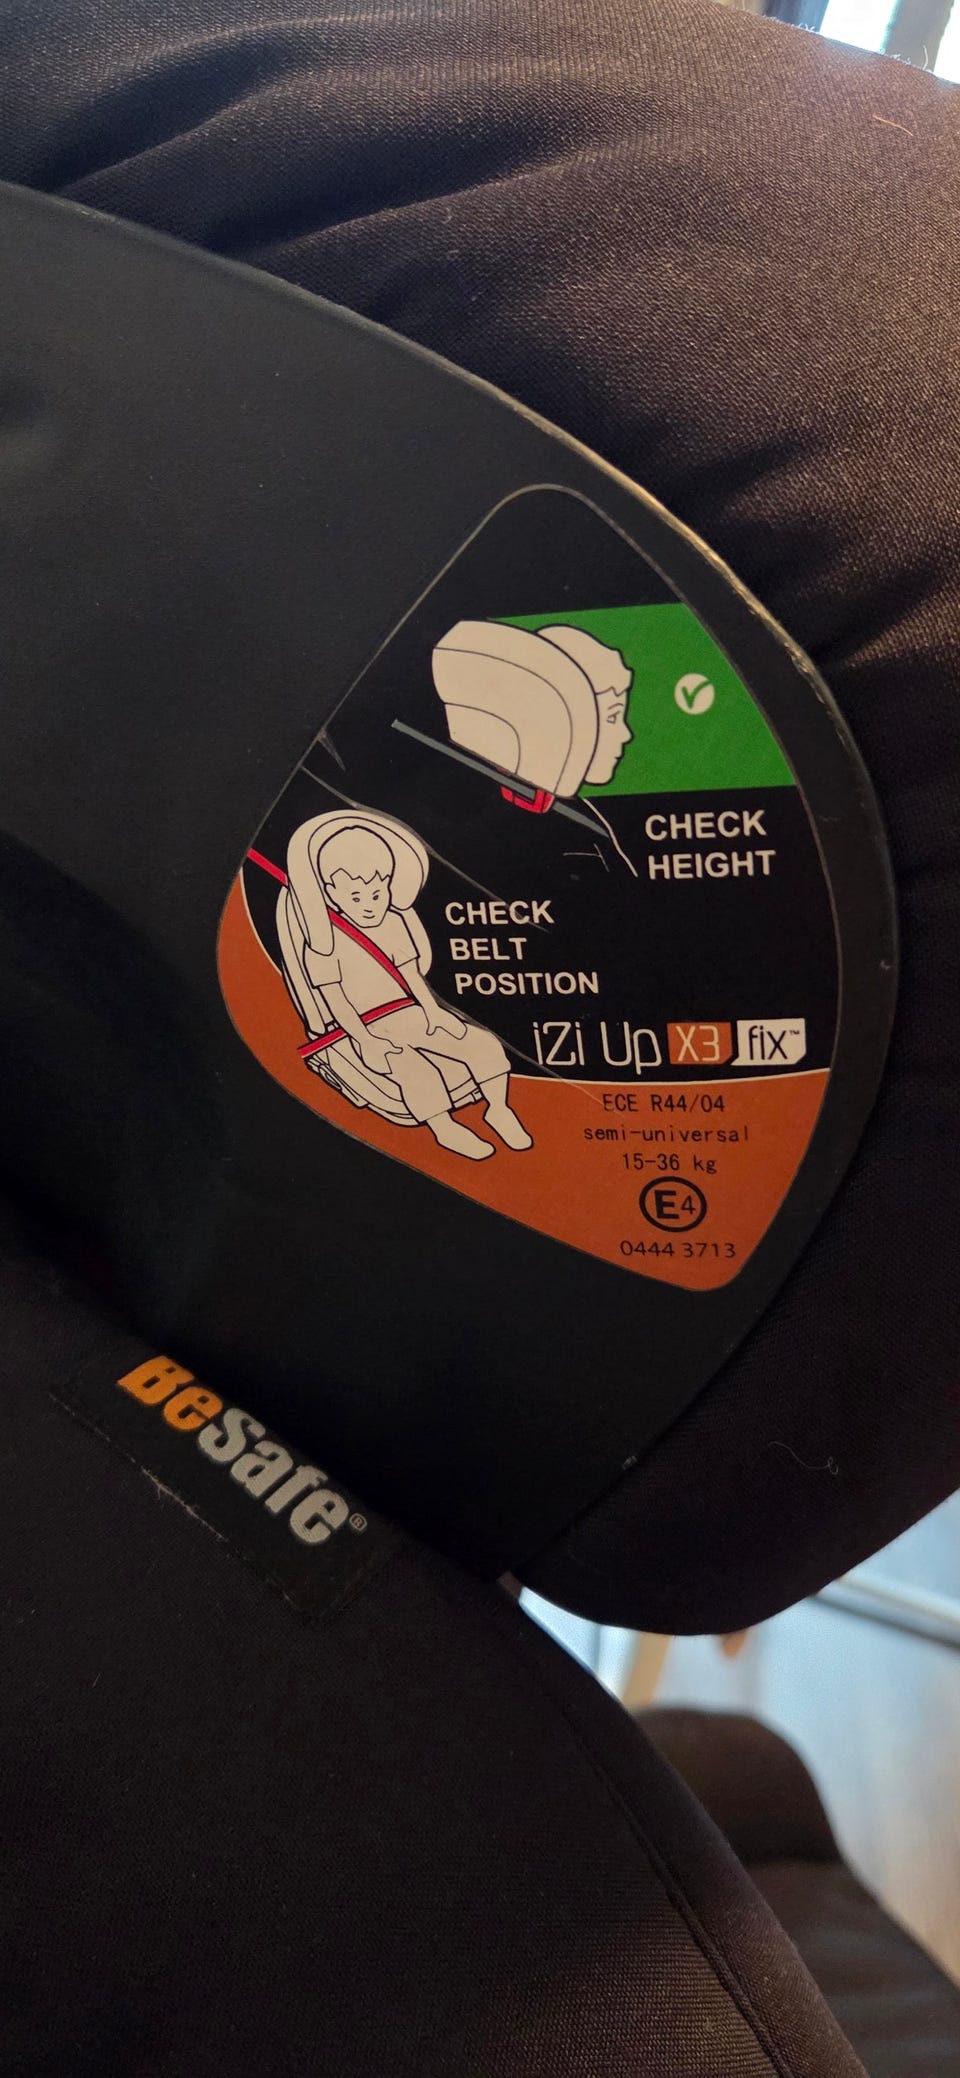 CHECK
HEIGHT
CHECK
BELT
POSITION
iZi Up X3 fix™
ECE R44/04
semi-universal
15-36 kg
E4
0444 3713
BeSafe®